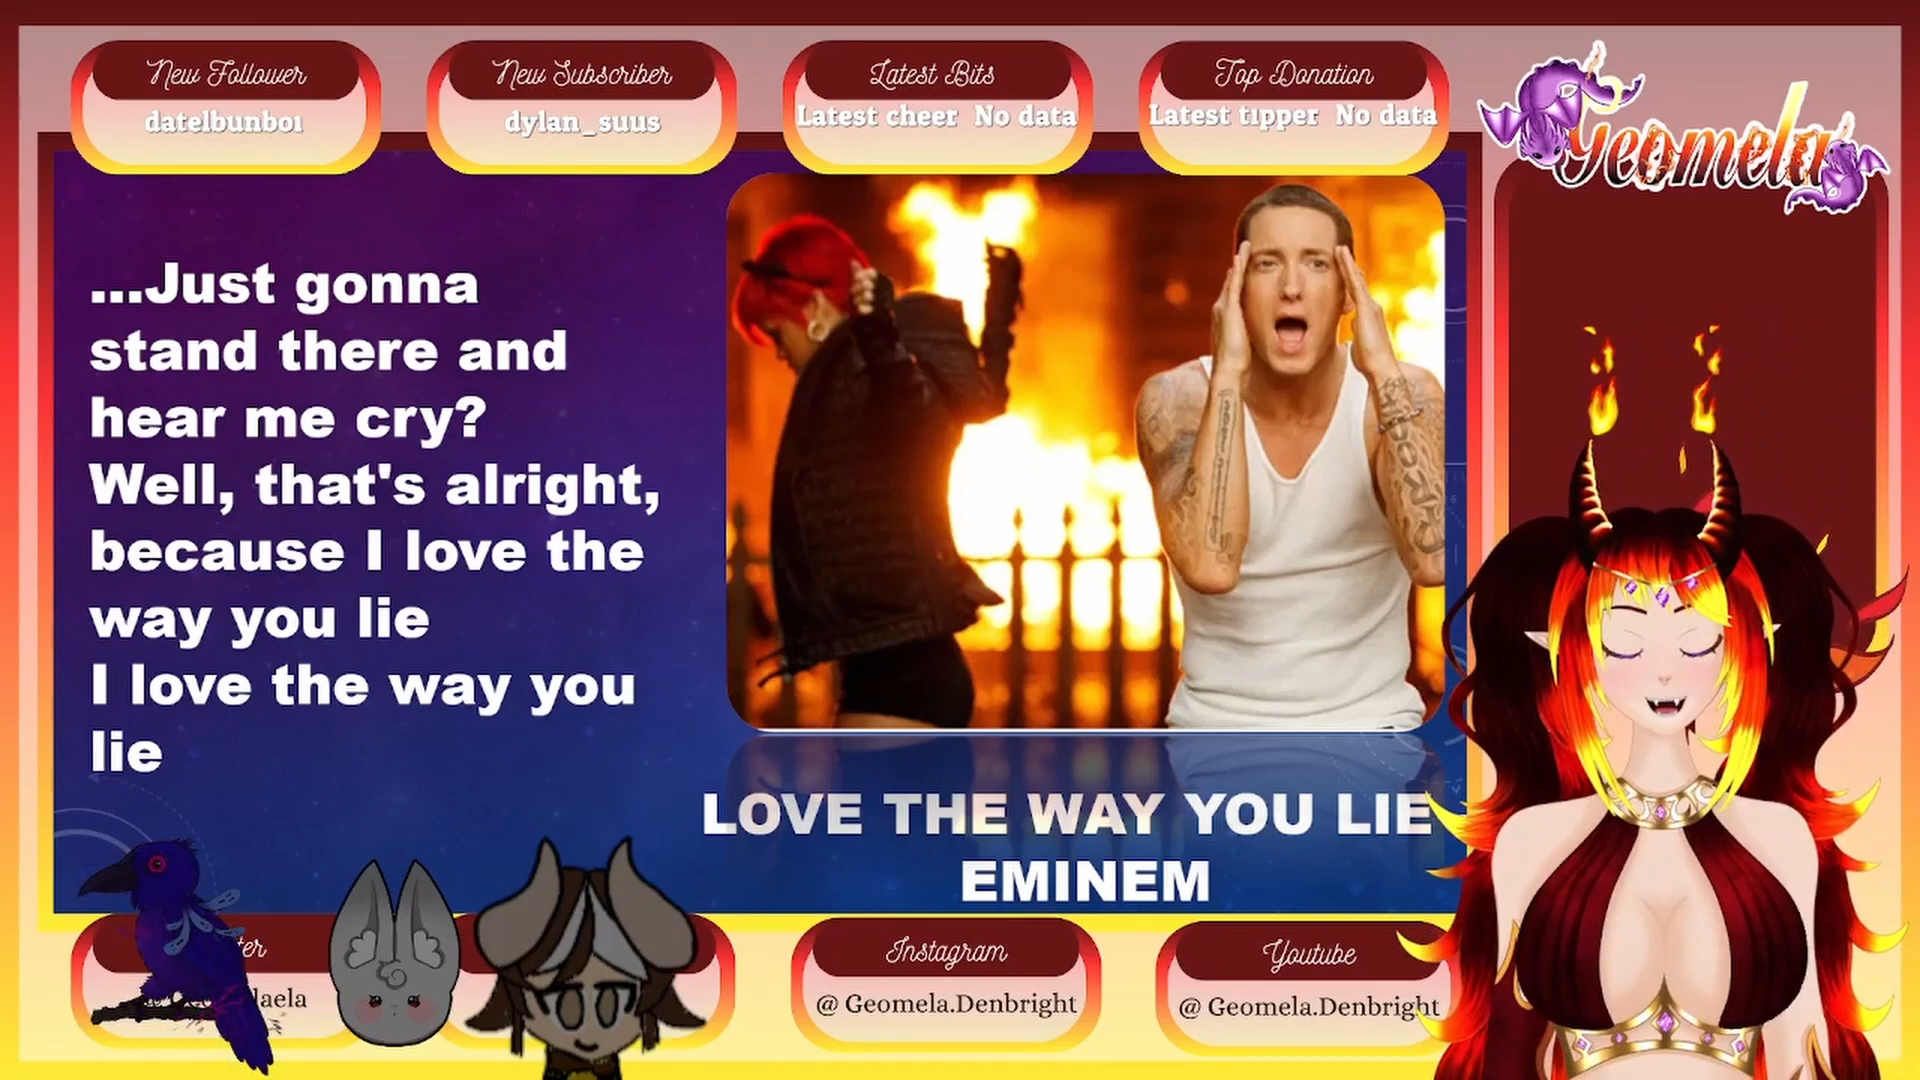 New Follower
datelbunboi
New Subscriber
dylan_suus
Latest Bits
Latest cheer No data
Top Donation
Latest tipper No data
Geomela
...Just gonna
stand there and
hear me cry?
Well, that's alright,
because I love the
way you lie
I love the way you
lie
LOVE THE WAY YOU LIE
EMINEM
Instagram
@ Geomela.Denbright
Youtube
@ Geomela.Denbright